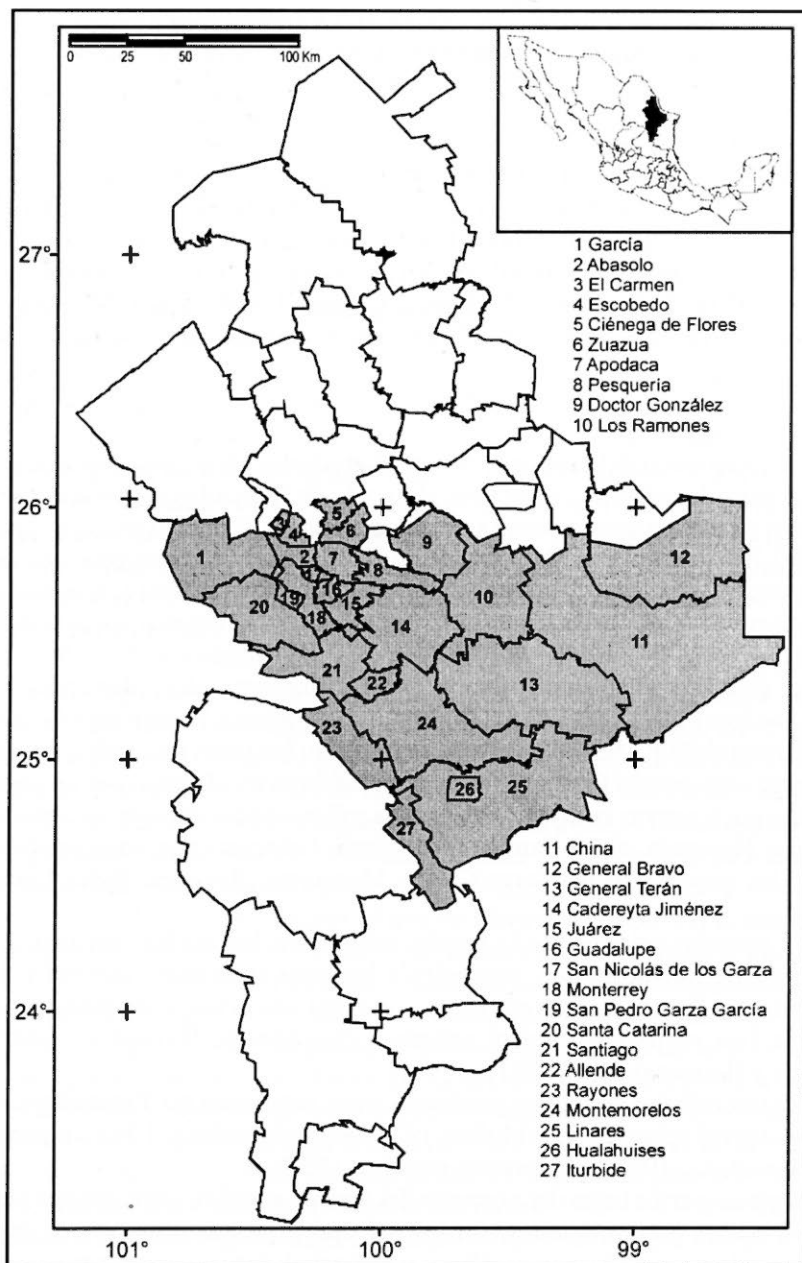 0 25 50 100 Km
27°
26°
25°
24°
101° 100° 99°
1 García
2 Abasolo
3 El Carmen
4 Escobedo
5 Ciénega de Flores
6 Zuazua
7 Apodaca
8 Pesquería
9 Doctor González
10 Los Ramones
11 China
12 General Bravo
13 General Terán
14 Cadereyta Jiménez
15 Juárez
16 Guadalupe
17 San Nicolás de los Garza
18 Monterrey
19 San Pedro Garza García
20 Santa Catarina
21 Santiago
22 Allende
23 Rayones
24 Montemorelos
25 Linares
26 Hualahuises
27 Iturbide
3
4
5
6
1
2
7
8
9
12
20
19
18
16
15
14
10
11
21
22
13
23
24
26
25
27